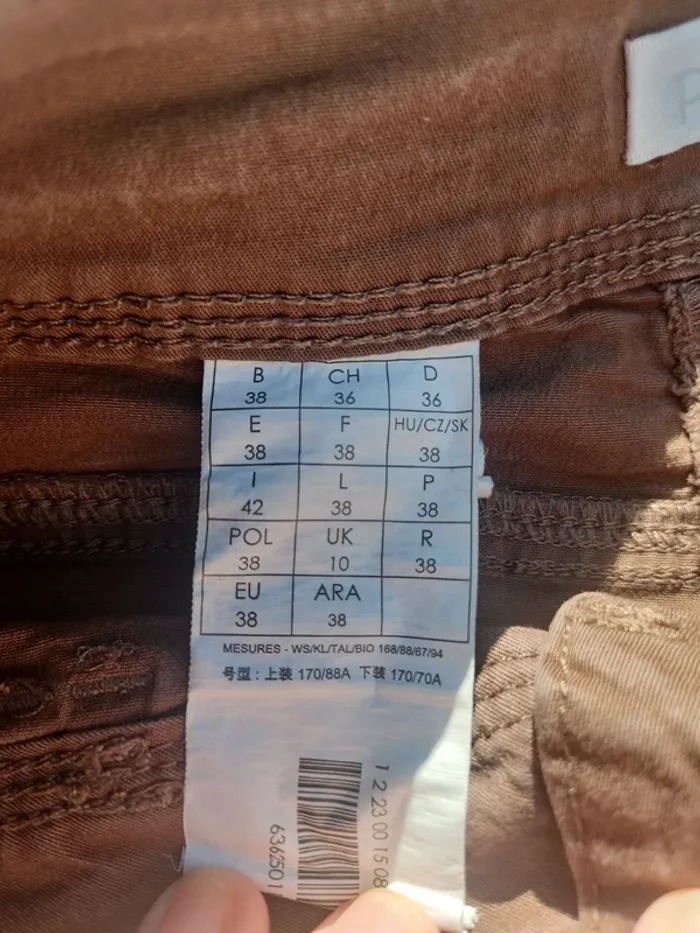 P
B CH D
38 36 36
E F HU/CZ/SK
38 38 38
I L P
42 38 38
POL UK R
38 10 38
EU ARA
38 38
MESURES - WS/KL/TAL/BIO 168/88/67/94
号型 : 上装 170/88A 下装 170/70A
1 2 23 00 15 08
6362501